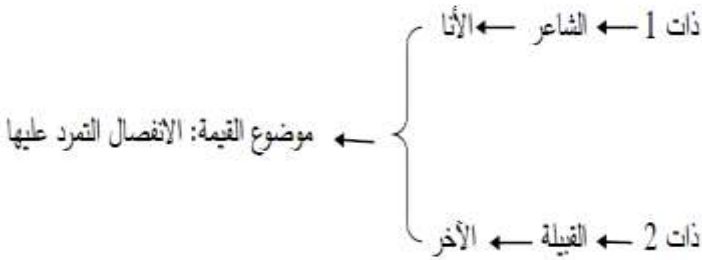 ذات 1 ← الشاعر ← الأنا
موضوع القيمة: الانفصال التمرد عليها ←
ذات 2 ← القبيلة ← الآخر